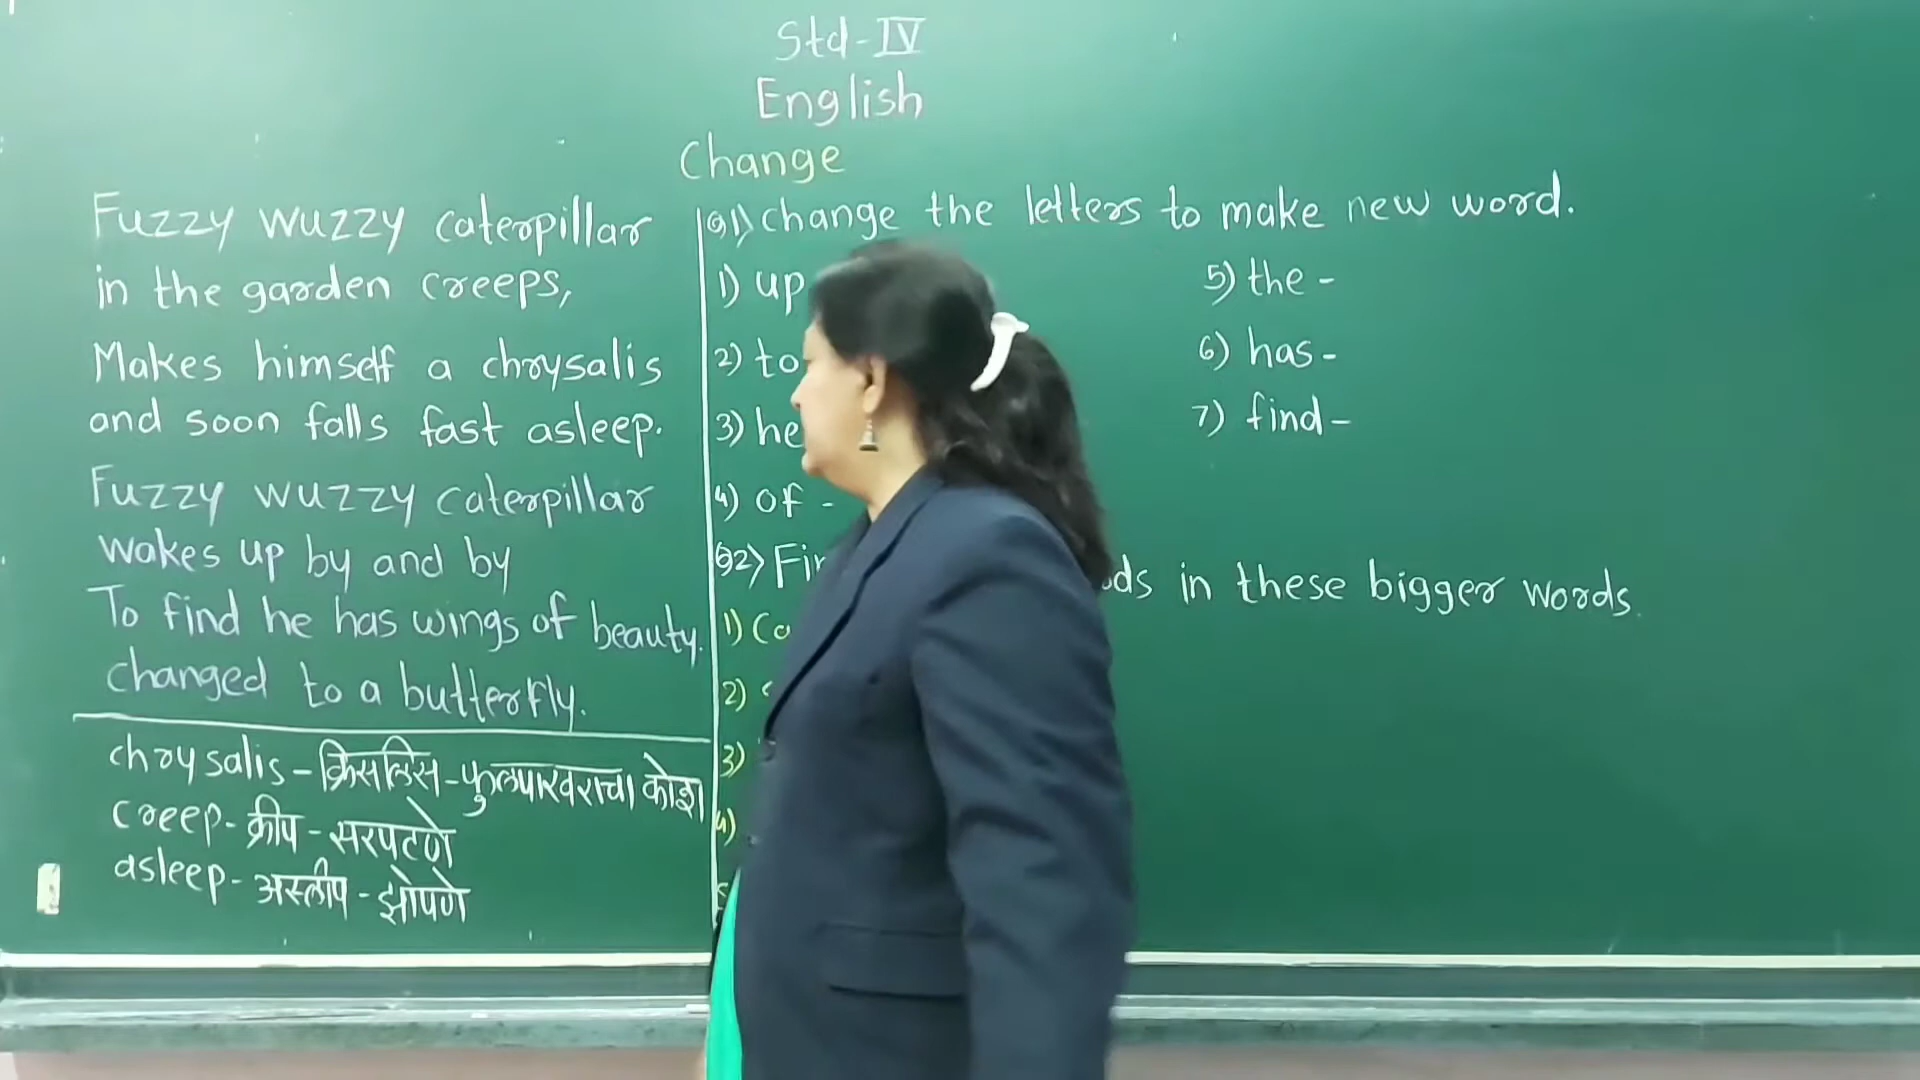 Std-IV
English
Change
Fuzzy wuzzy caterpillar
in the garden creeps,
Makes himself a chrysalis
and soon falls fast asleep.
Fuzzy wuzzy caterpillar
wakes up by and by
To find he has wings of beauty.
changed to a butterfly.
chrysalis - क्रिसलिस - फुलपाखराचा कोश
creep - क्रीप - सरपटणे
asleep - अस्लीप - झोपणे
Q1) Change the letters to make new word.
1) up
2) to
3) he
4) of -
5) the -
6) has -
7) find -
Q2) in these bigger words.
1)
2)
3)
4)